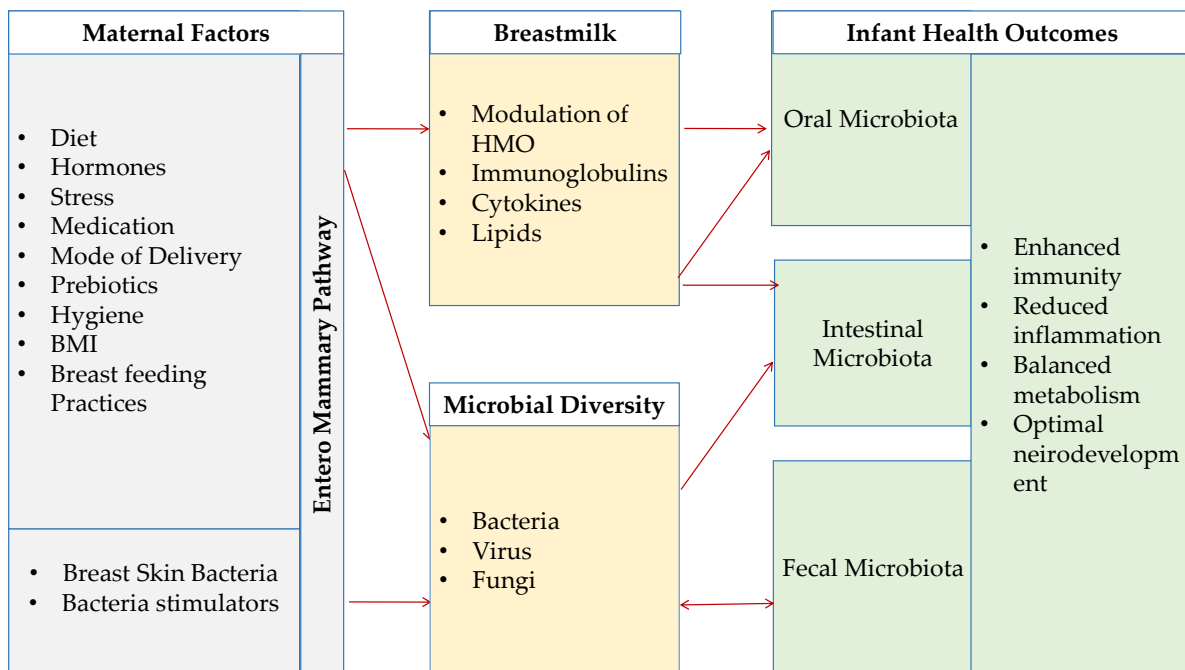 Maternal Factors
• Diet
• Hormones
• Stress
• Medication
• Mode of Delivery
• Prebiotics
• Hygiene
• BMI
• Breast feeding
Practices
• Breast Skin Bacteria
• Bacteria stimulators
Entero Mammary Pathway
Breastmilk
• Modulation of
HMO
• Immunoglobulins
• Cytokines
• Lipids
Microbial Diversity
• Bacteria
• Virus
• Fungi
Infant Health Outcomes
Oral Microbiota
Intestinal
Microbiota
Fecal Microbiota
• Enhanced
immunity
• Reduced
inflammation
• Balanced
metabolism
• Optimal
neirodevelopm
ent